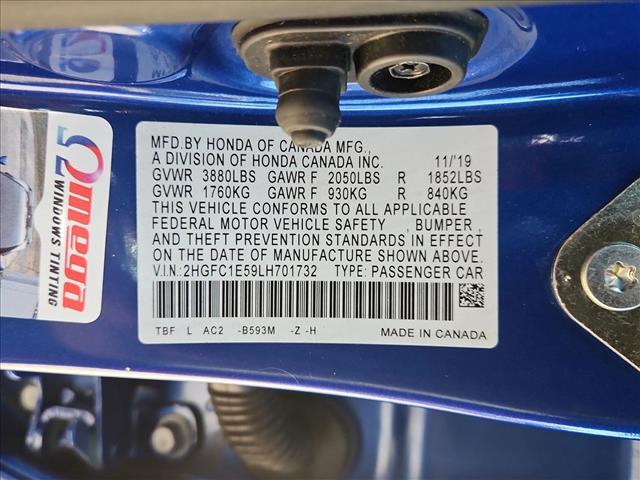 MFD.BY HONDA OF CANADA MFG.,
A DIVISION OF HONDA CANADA INC. 11/'19
GVWR 3880LBS GAWR F 2050LBS R 1852LBS
GVWR 1760KG GAWR F 930KG R 840KG
THIS VEHICLE CONFORMS TO ALL APPLICABLE
FEDERAL MOTOR VEHICLE SAFETY , BUMPER ,
AND THEFT PREVENTION STANDARDS IN EFFECT
ON THE DATE OF MANUFACTURE SHOWN ABOVE.
V.I.N: 2HGFC1E59LH701732 TYPE: PASSENGER CAR
TBF L AC2 -B593M -Z -H MADE IN CANADA
Omega
WINDOWS TINTING